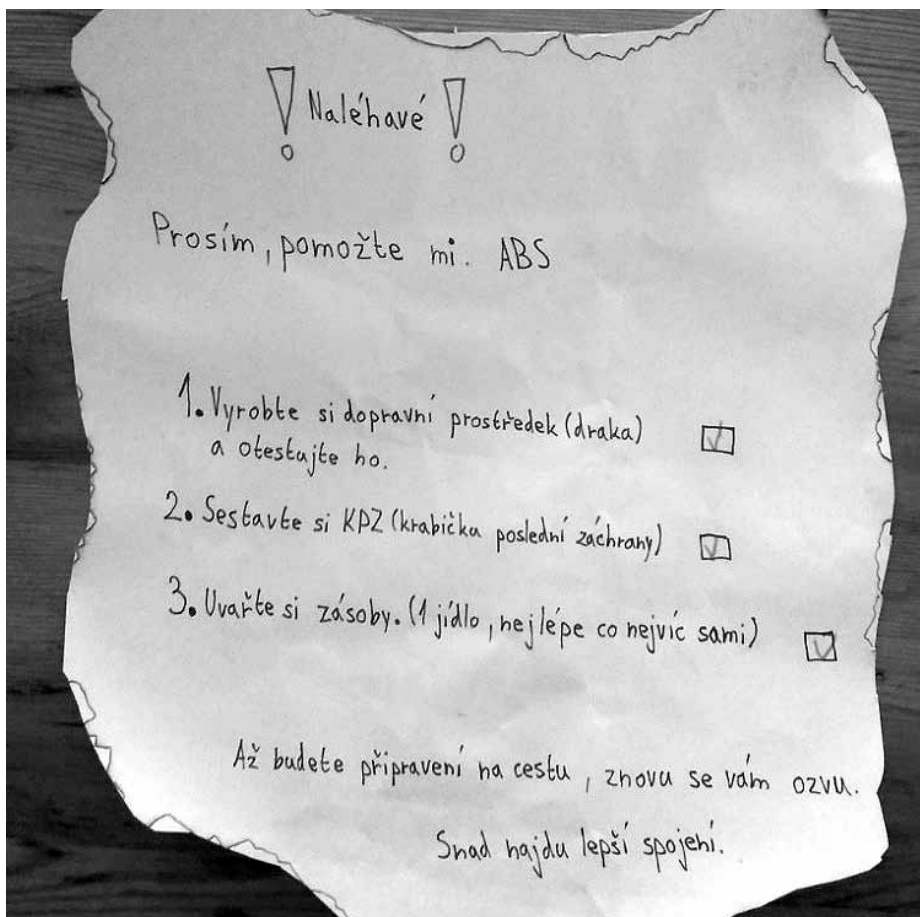 ! Naléhavé !
Prosím, pomožte mi. ABS
1. Vyrobte si dopravní prostředek (draka)
a otestujte ho.
2. Sestavte si KPZ (krabička poslední záchrany)
3. Uvařte si zásoby. (1 jídlo, nejlépe co nejvíc sami)
Až budete připravení na cestu, znovu se vám ozvu.
Snad najdu lepší spojení.